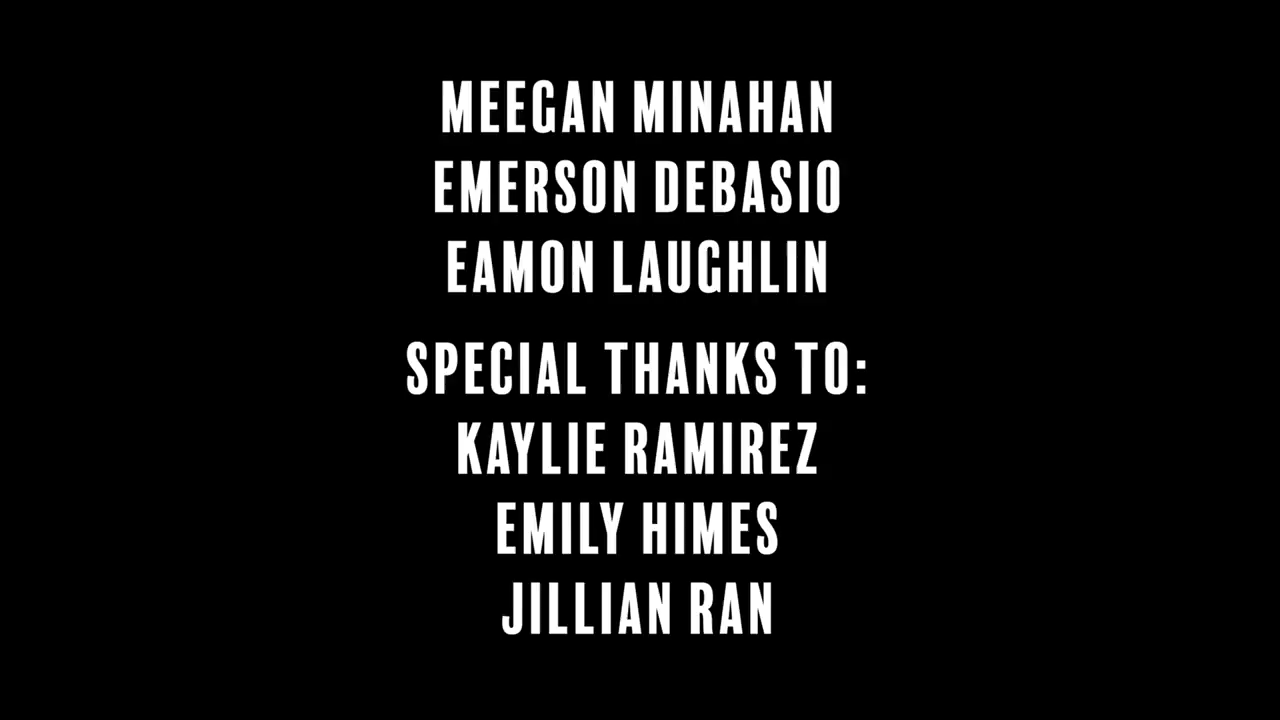 MEEGAN MINAHAN
EMERSON DEBASIO
EAMON LAUGHLIN
SPECIAL THANKS TO:
KAYLIE RAMIREZ
EMILY HIMES
JILLIAN RAN